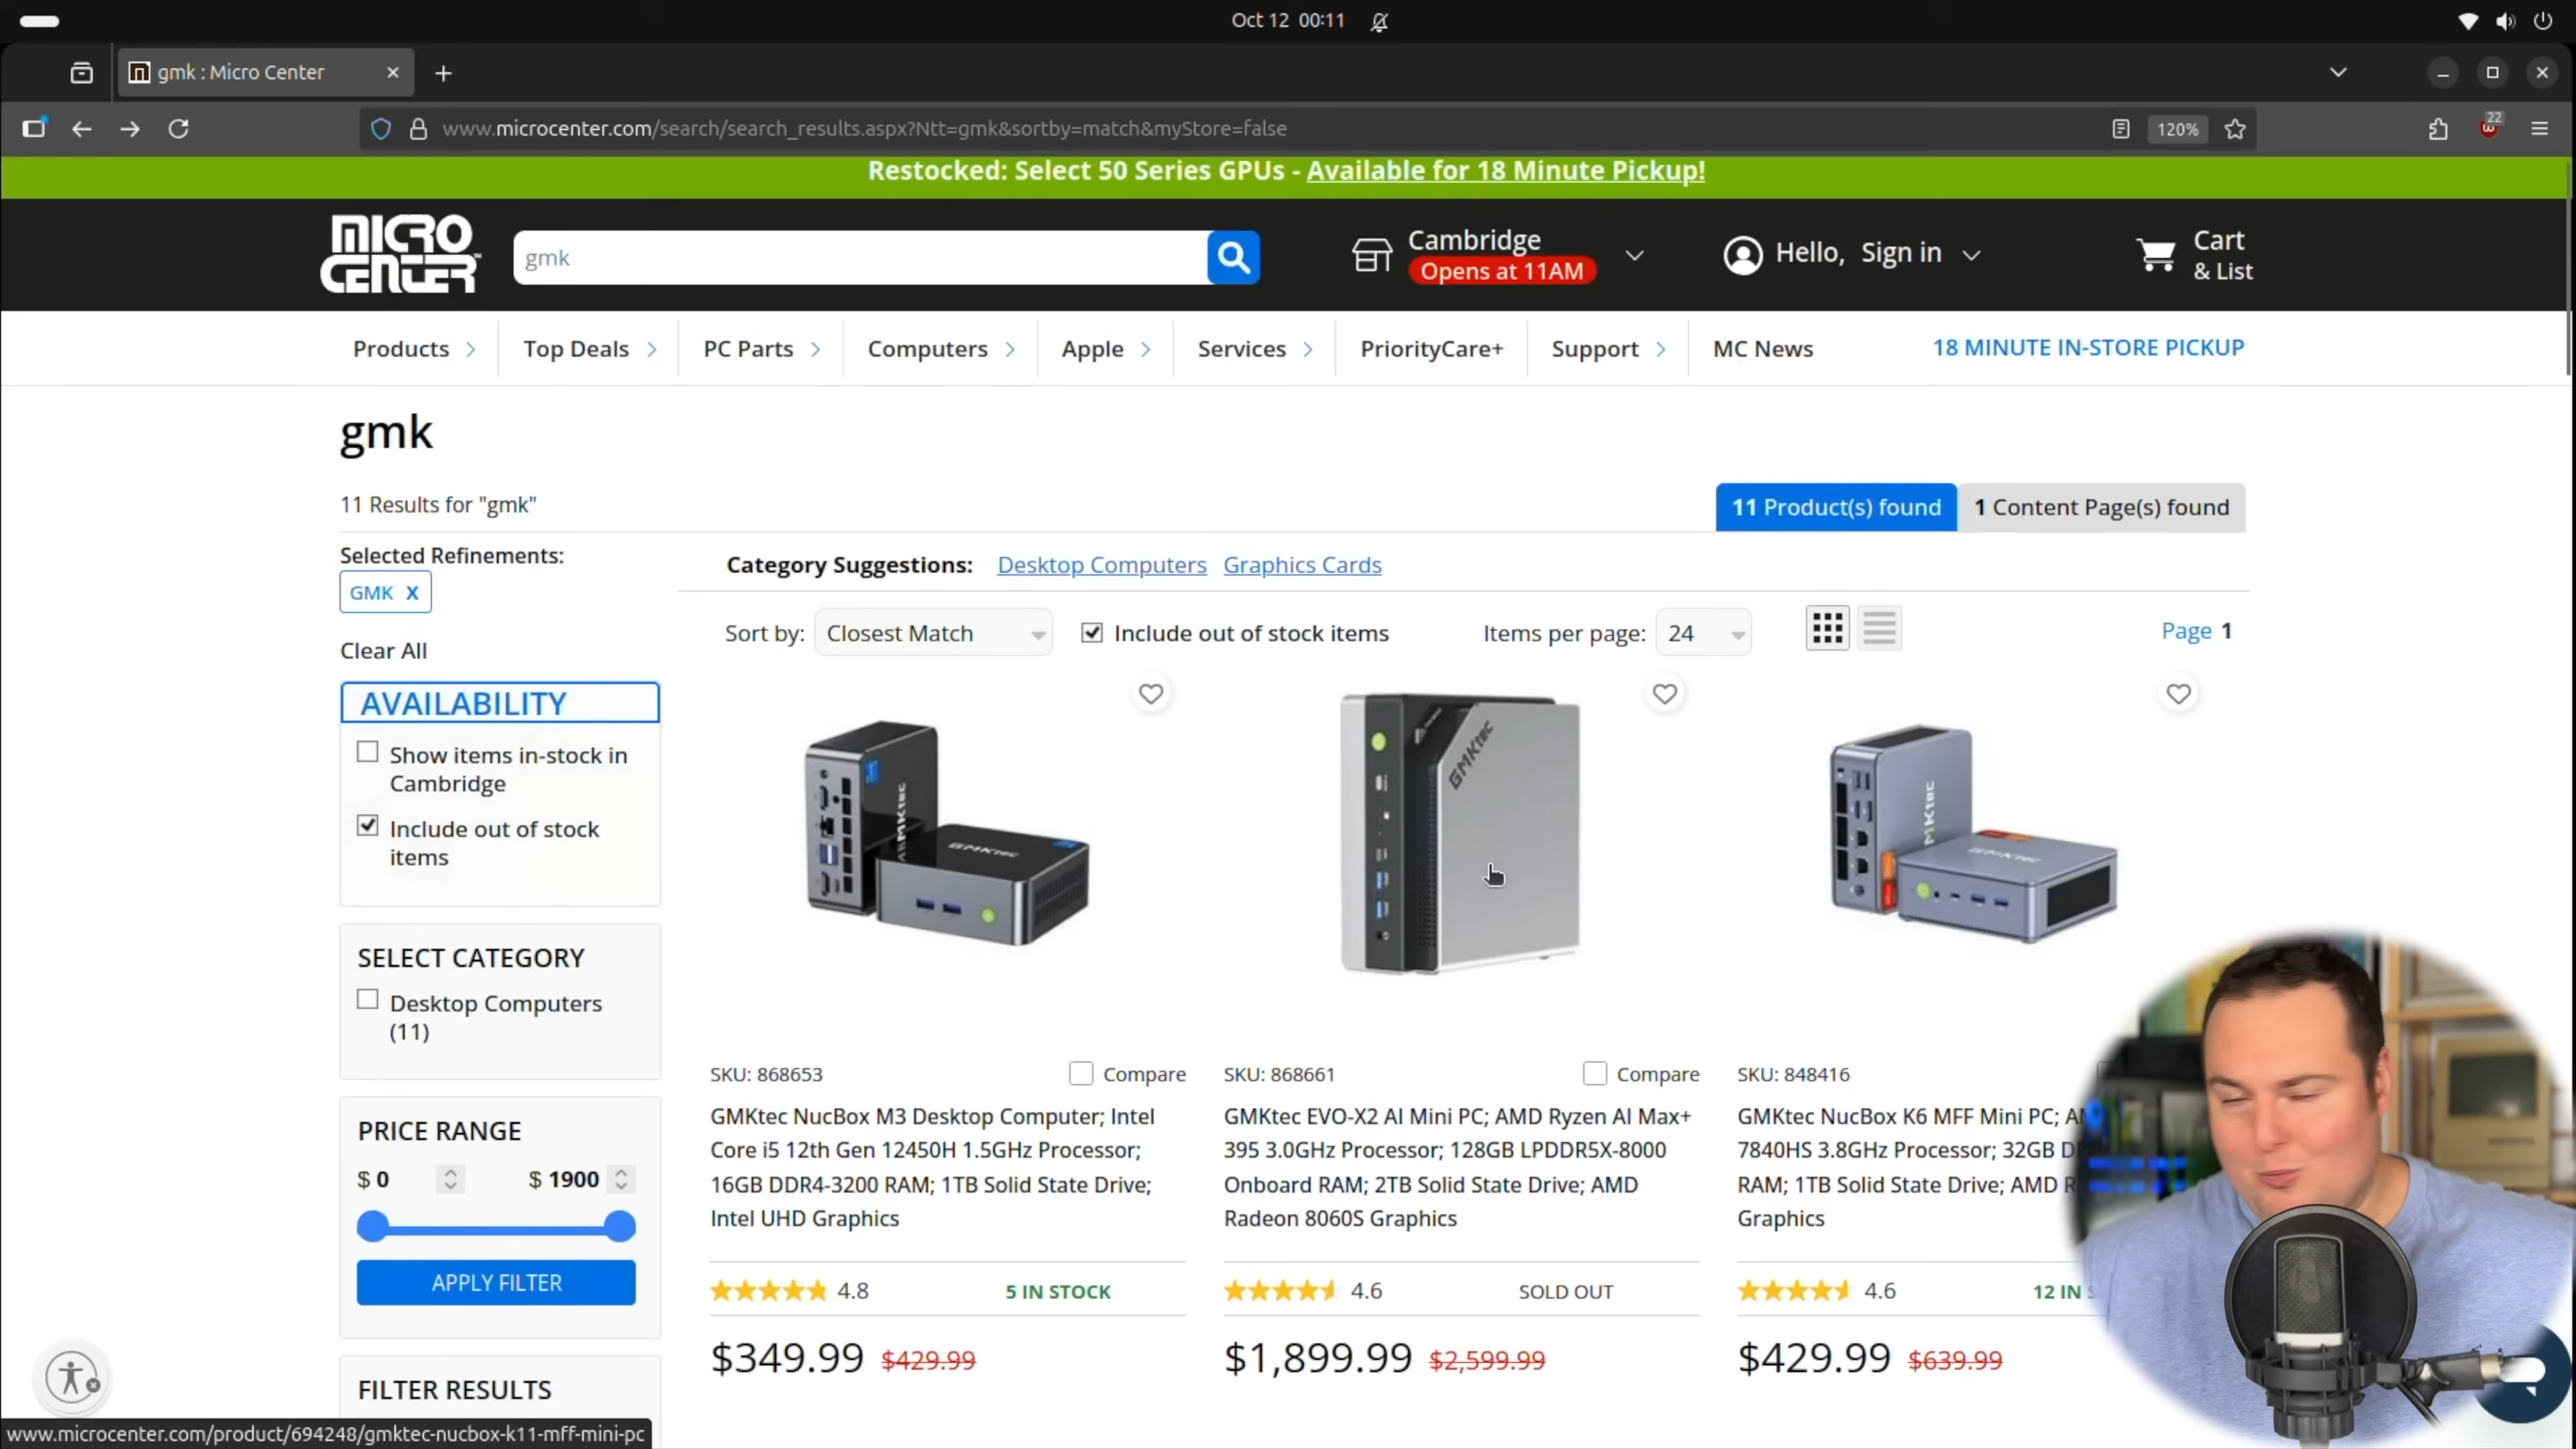 Oct 12 00:11
gmk : Micro Center
www.microcenter.com/search/search_results.aspx?Ntt=gmk&sortby=match&myStore=false
120%
22
Restocked: Select 50 Series GPUs - Available for 18 Minute Pickup!
MICRO CENTER
gmk
Cambridge
Opens at 11AM
Hello, Sign in
Cart
& List
Products
Top Deals
PC Parts
Computers
Apple
Services
PriorityCare+
Support
MC News
18 MINUTE IN-STORE PICKUP
gmk
11 Results for "gmk"
11 Product(s) found
1 Content Page(s) found
Selected Refinements:
GMK X
Clear All
Category Suggestions: Desktop Computers Graphics Cards
Sort by: Closest Match
Include out of stock items
Items per page: 24
Page 1
AVAILABILITY
Show items in-stock in
Cambridge
Include out of stock
items
SELECT CATEGORY
Desktop Computers
(11)
PRICE RANGE
$ 0
$ 1900
APPLY FILTER
FILTER RESULTS
GMKtec
GMKtec
SKU: 868653
Compare
GMKtec NucBox M3 Desktop Computer; Intel
Core i5 12th Gen 12450H 1.5GHz Processor;
16GB DDR4-3200 RAM; 1TB Solid State Drive;
Intel UHD Graphics
4.8
5 IN STOCK
$349.99 $429.99
GMKtec
SKU: 868661
Compare
GMKtec EVO-X2 AI Mini PC; AMD Ryzen AI Max+
395 3.0GHz Processor; 128GB LPDDR5X-8000
Onboard RAM; 2TB Solid State Drive; AMD
Radeon 8060S Graphics
4.6
SOLD OUT
$1,899.99 $2,599.99
SKU: 848416
GMKtec NucBox K6 MFF Mini PC;
7840HS 3.8GHz Processor; 32GB
RAM; 1TB Solid State Drive; AMD
Graphics
4.6
12 IN
$429.99 $639.99
www.microcenter.com/product/694248/gmktec-nucbox-k11-mff-mini-pc